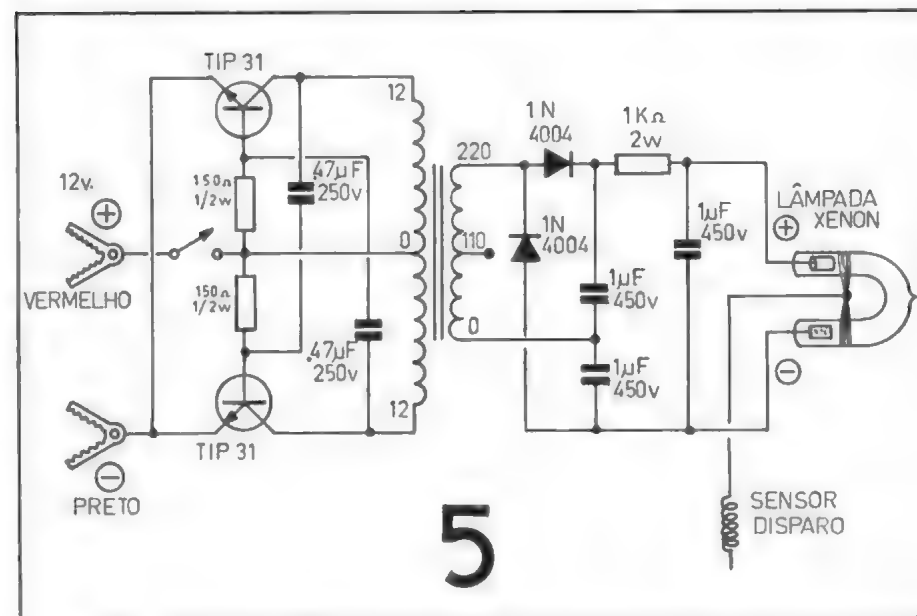 TIP 31
12
12v.
+
150Ω
1/2w
.47µF
250v
VERMELHO
0
150Ω
1/2w
.47µF
250v
12
TIP 31
−
PRETO
220
110
0
1N
4004
1N
4004
1KΩ
2w
1µF
450v
1µF
450v
1µF
450v
LÂMPADA
XENON
+
−
SENSOR
DISPARO
5